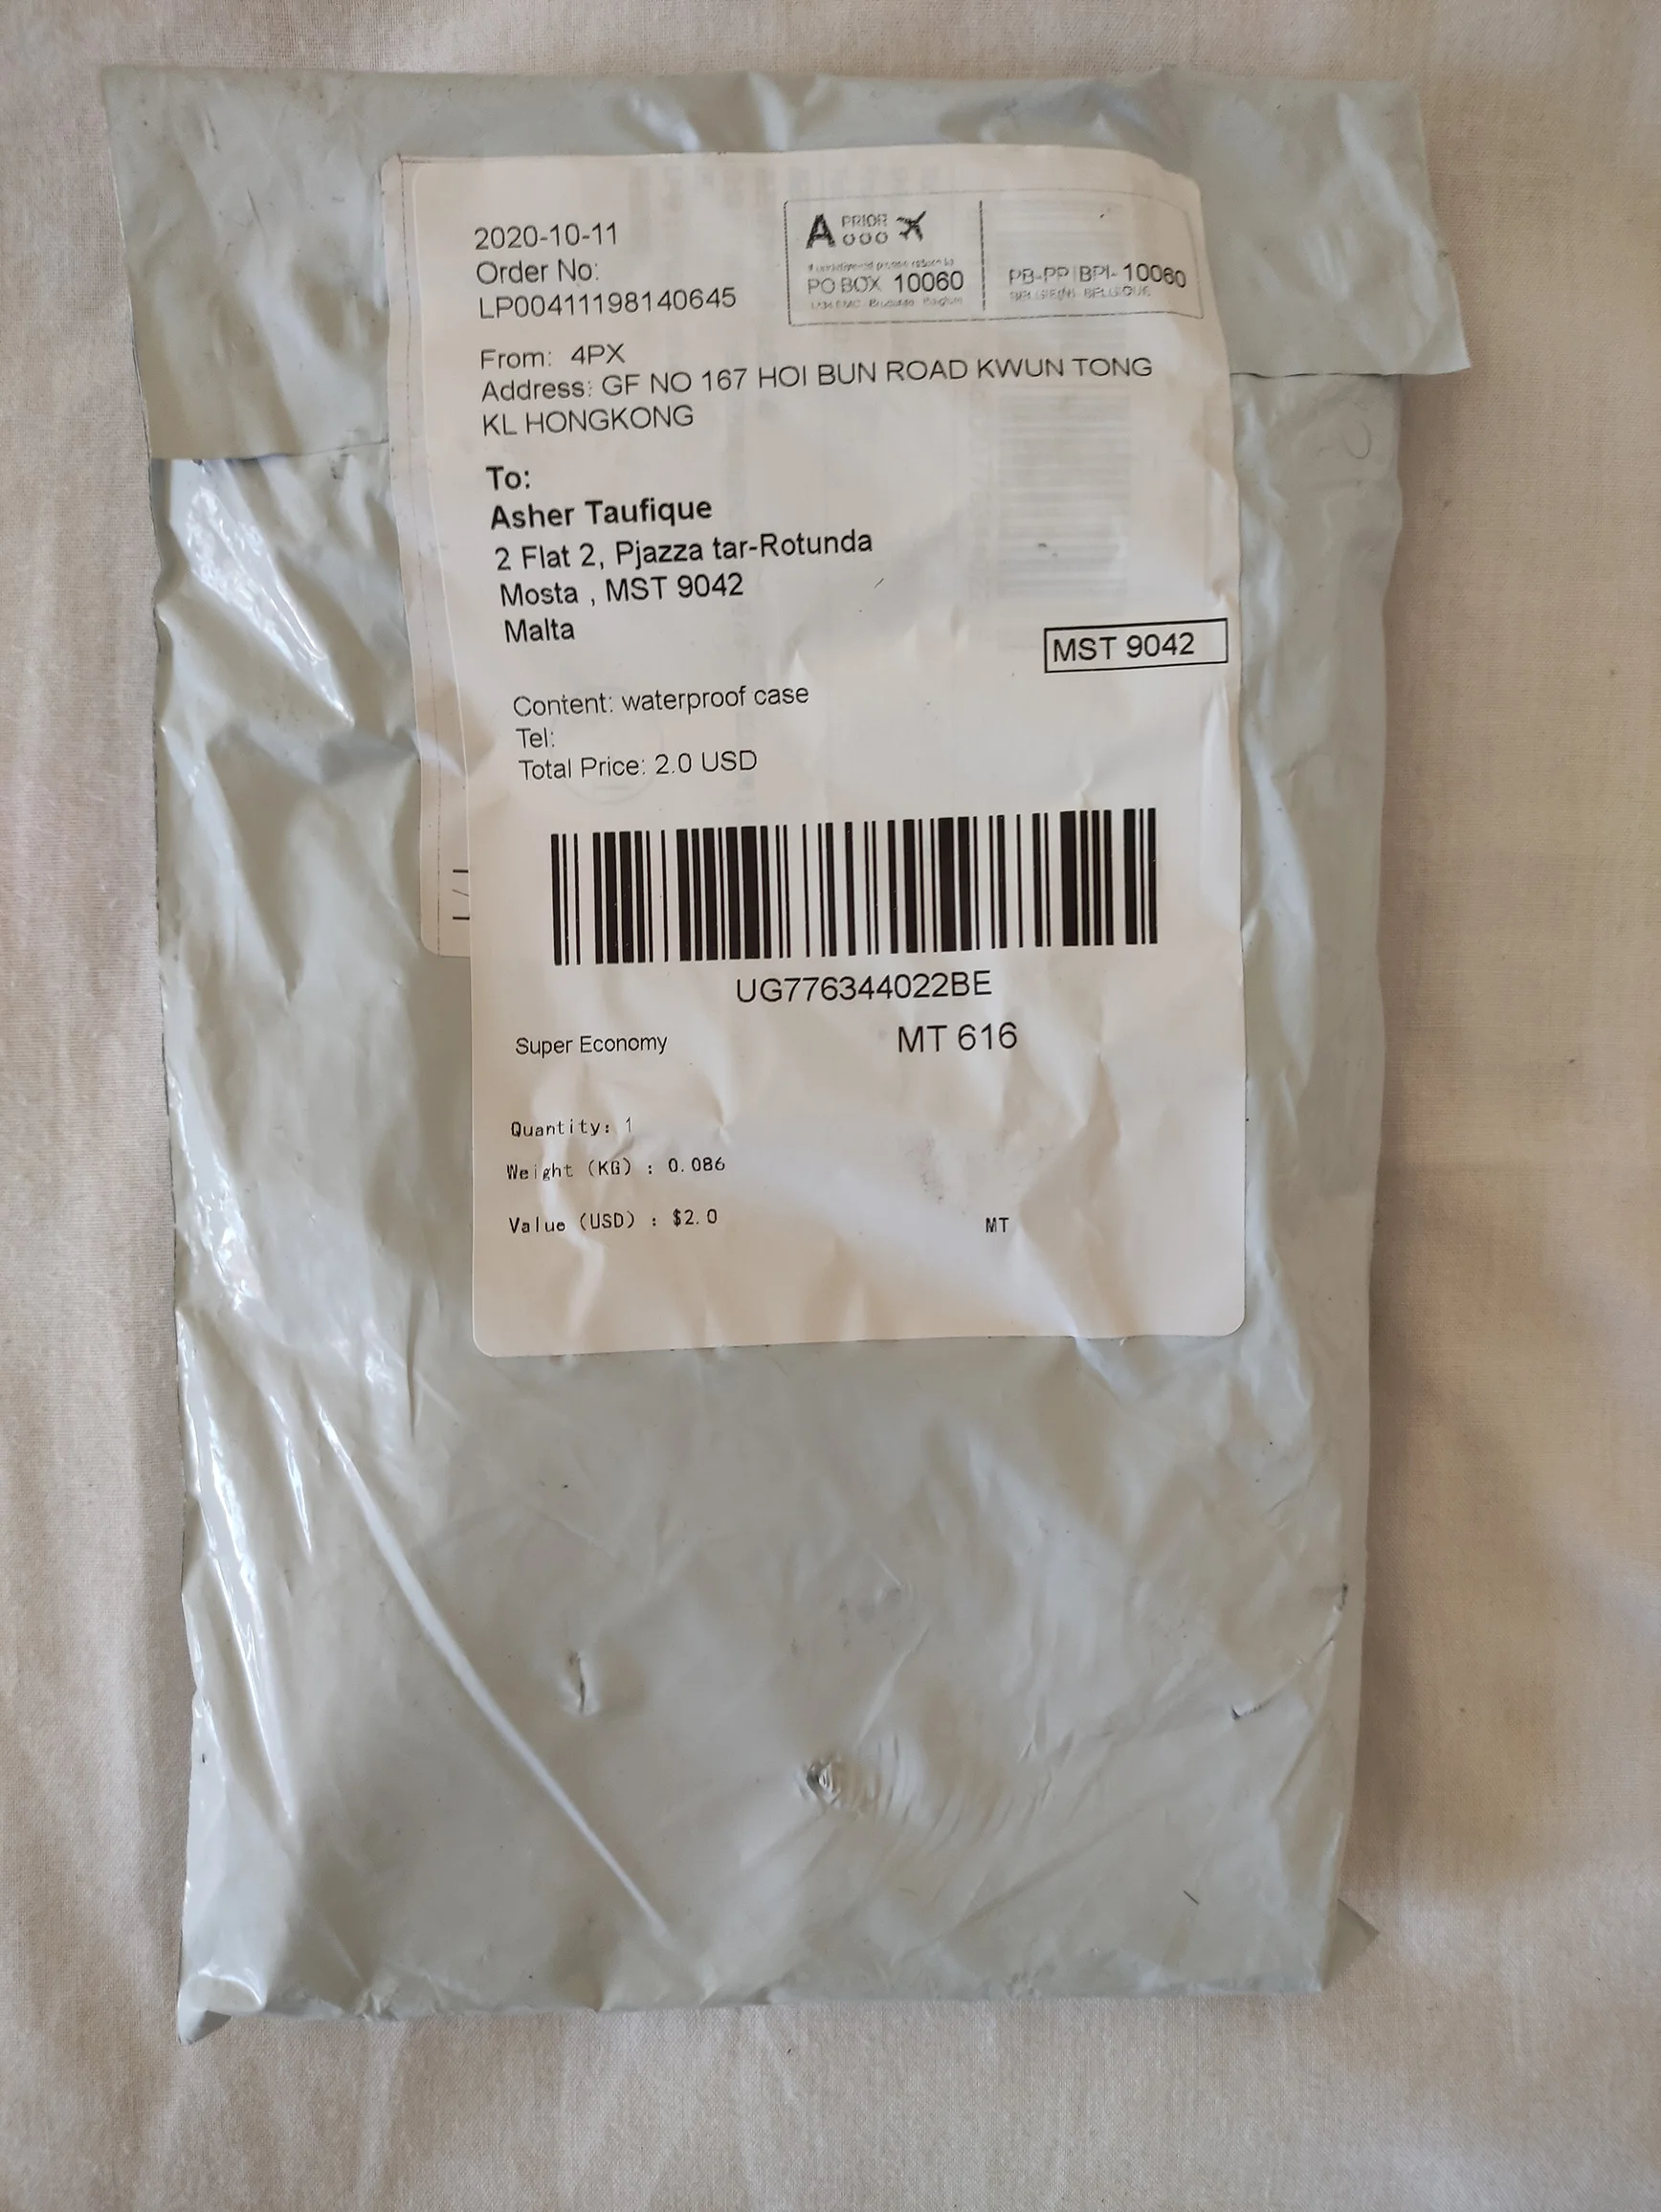 2020-10-11
Order No:
LP00411198140645
A PRIOR
PO BOX 10060
PB-PP|BPI- 10060
BELGIE(N)- BELGIQUE
From: 4PX
Address: GF NO 167 HOI BUN ROAD KWUN TONG
KL HONGKONG
To:
Asher Taufique
2 Flat 2, Pjazza tar-Rotunda
Mosta , MST 9042
Malta
MST 9042
Content: waterproof case
Tel:
Total Price: 2.0 USD
UG776344022BE
Super Economy
MT 616
Quantity: 1
Weight (KG) : 0.086
Value (USD) : $2.0
MT